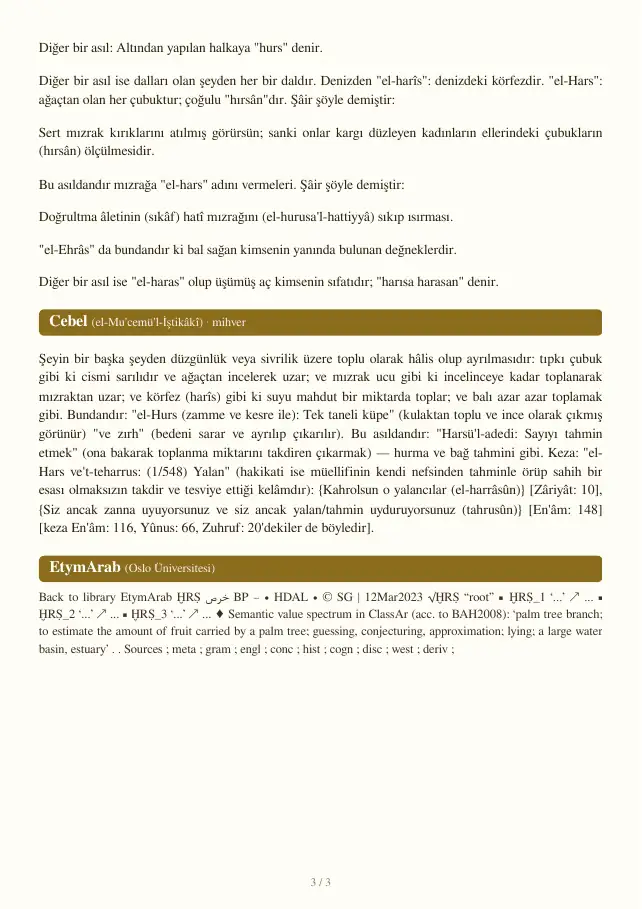 Diğer bir asıl: Altından yapılan halkaya "hurs" denir.
Diğer bir asıl ise dalları olan şeyden her bir daldır. Denizden "el-harîs": denizdeki körfezdir. "el-Hars":
ağaçtan olan her çubuktur; çoğulu "hırsân"dır. Şâir şöyle demiştir:
Sert mızrak kırıklarını atılmış görürsün; sanki onlar kargı düzleyen kadınların ellerindeki çubukların
(hırsân) ölçülmesidir.
Bu asıldandır mızrağa "el-hars" adını vermeleri. Şâir şöyle demiştir:
Doğrultma âletinin (sıkâf) hatî mızrağını (el-hurusa'l-hattiyyâ) sıkıp ısırması.
"el-Ehrâs" da bundandır ki bal sağan kimsenin yanında bulunan değneklerdir.
Diğer bir asıl ise "el-haras" olup üşümüş aç kimsenin sıfatıdır; "harısa harasan" denir.
Cebel (el-Mu'cemü'l-İştikâkî) · mihver
Şeyin bir başka şeyden düzgünlük veya sivrilik üzere toplu olarak hâlis olup ayrılmasıdır: tıpkı çubuk
gibi ki cismi sarılıdır ve ağaçtan incelerek uzar; ve mızrak ucu gibi ki incelinceye kadar toplanarak
mızraktan uzar; ve körfez (harîs) gibi ki suyu mahdut bir miktarda toplar; ve balı azar azar toplamak
gibi. Bundandır: "el-Hurs (zamme ve kesre ile): Tek taneli küpe" (kulaktan toplu ve ince olarak çıkmış
görünür) "ve zırh" (bedeni sarar ve ayrılıp çıkarılır). Bu asıldandır: "Harsü'l-adedi: Sayıyı tahmin
etmek" (ona bakarak toplanma miktarını takdiren çıkarmak) — hurma ve bağ tahmini gibi. Keza: "el-
Hars ve't-teharrus: (1/548) Yalan" (hakikati ise müellifinin kendi nefsinden tahminle örüp sahih bir
esası olmaksızın takdir ve tesviye ettiği kelâmdır): {Kahrolsun o yalancılar (el-harrâsûn)} [Zâriyât: 10],
{Siz ancak zanna uyuyorsunuz ve siz ancak yalan/tahmin uyduruyorsunuz (tahrusûn)} [En'âm: 148]
[keza En'âm: 116, Yûnus: 66, Zuhruf: 20'dekiler de böyledir].
EtymArab (Oslo Üniversitesi)
Back to library EtymArab ḪRṢ خرص BP – • HDAL • © SG | 12Mar2023 √ḪRṢ “root” ▪ ḪRṢ_1 ‘...’ ↗ ... ▪
ḪRṢ_2 ‘...’ ↗ ... ▪ ḪRṢ_3 ‘...’ ↗ ... ♦ Semantic value spectrum in ClassAr (acc. to BAH2008): ‘palm tree branch;
to estimate the amount of fruit carried by a palm tree; guessing, conjecturing, approximation; lying; a large water
basin, estuary’ . . Sources ; meta ; gram ; engl ; conc ; hist ; cogn ; disc ; west ; deriv ;
3 / 3